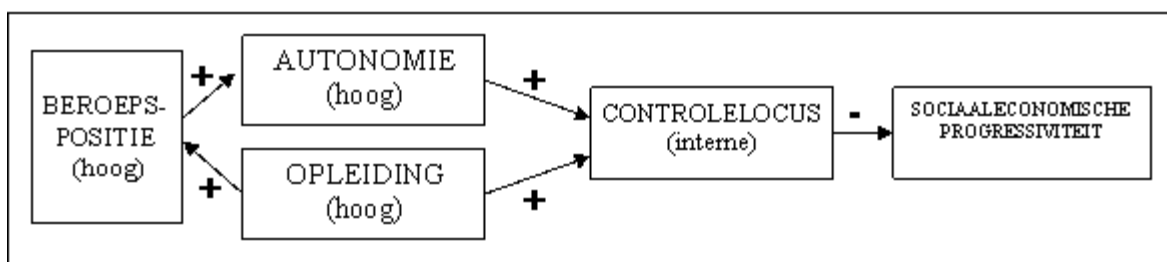 BEROEPS-
POSITIE
(hoog)
+
+
AUTONOMIE
(hoog)
OPLEIDING
(hoog)
+
+
CONTROLELOCUS
(interne)
-
SOCIAALECONOMISCHE
PROGRESSIVITEIT